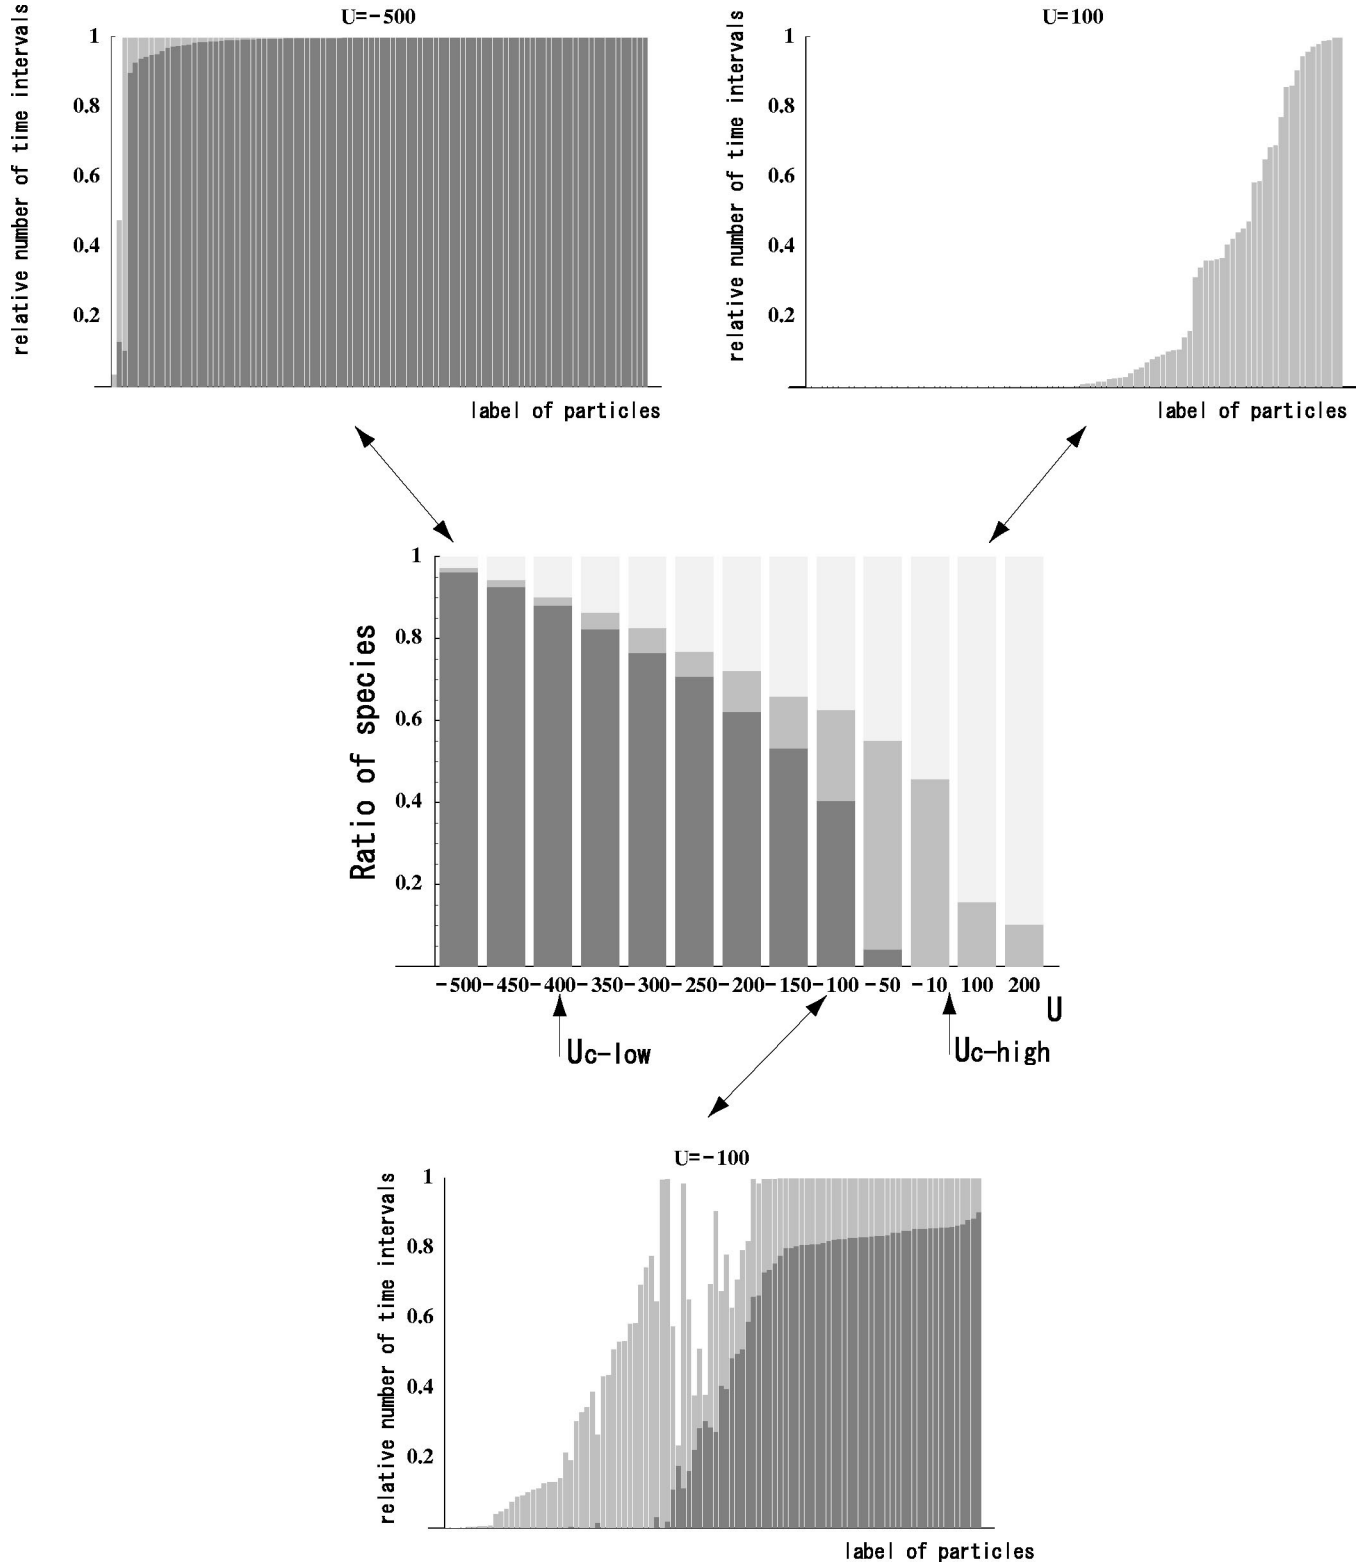 U=-500
relative number of time intervals
1
0.8
0.6
0.4
0.2
label of particles
U=100
relative number of time intervals
1
0.8
0.6
0.4
0.2
label of particles
Ratio of species
1
0.8
0.6
0.4
0.2
-500 -450 -400 -350 -300 -250 -200 -150 -100 -50 -10 100 200
U
Uc-low
Uc-high
U=-100
relative number of time intervals
1
0.8
0.6
0.4
0.2
label of particles